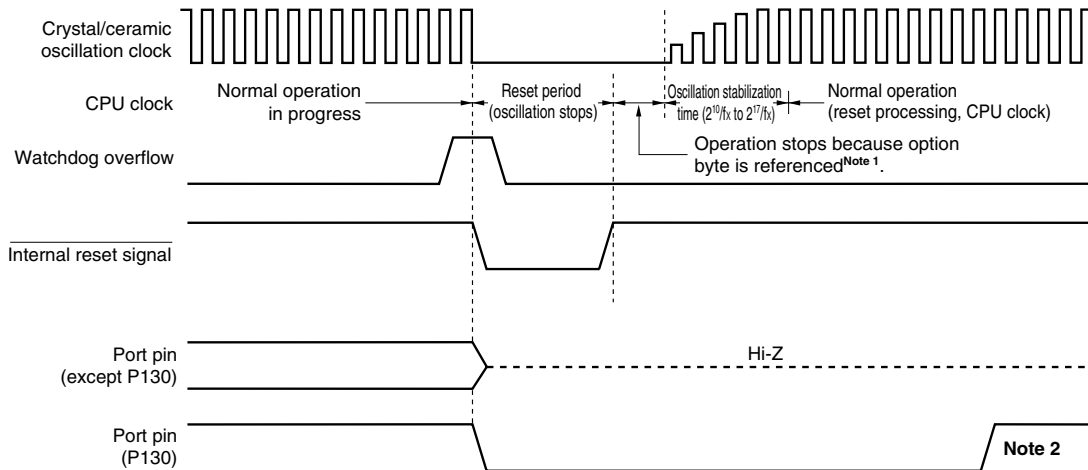 Crystal/ceramic
oscillation clock
CPU clock
Normal operation
in progress
Reset period
(oscillation stops)
Oscillation stabilization
time (2¹⁰/fx to 2¹⁷/fx)
Normal operation
(reset processing, CPU clock)
Operation stops because option
byte is referenced Note 1.
Watchdog overflow
Internal reset signal
Port pin
(except P130)
Hi-Z
Port pin
(P130)
Note 2